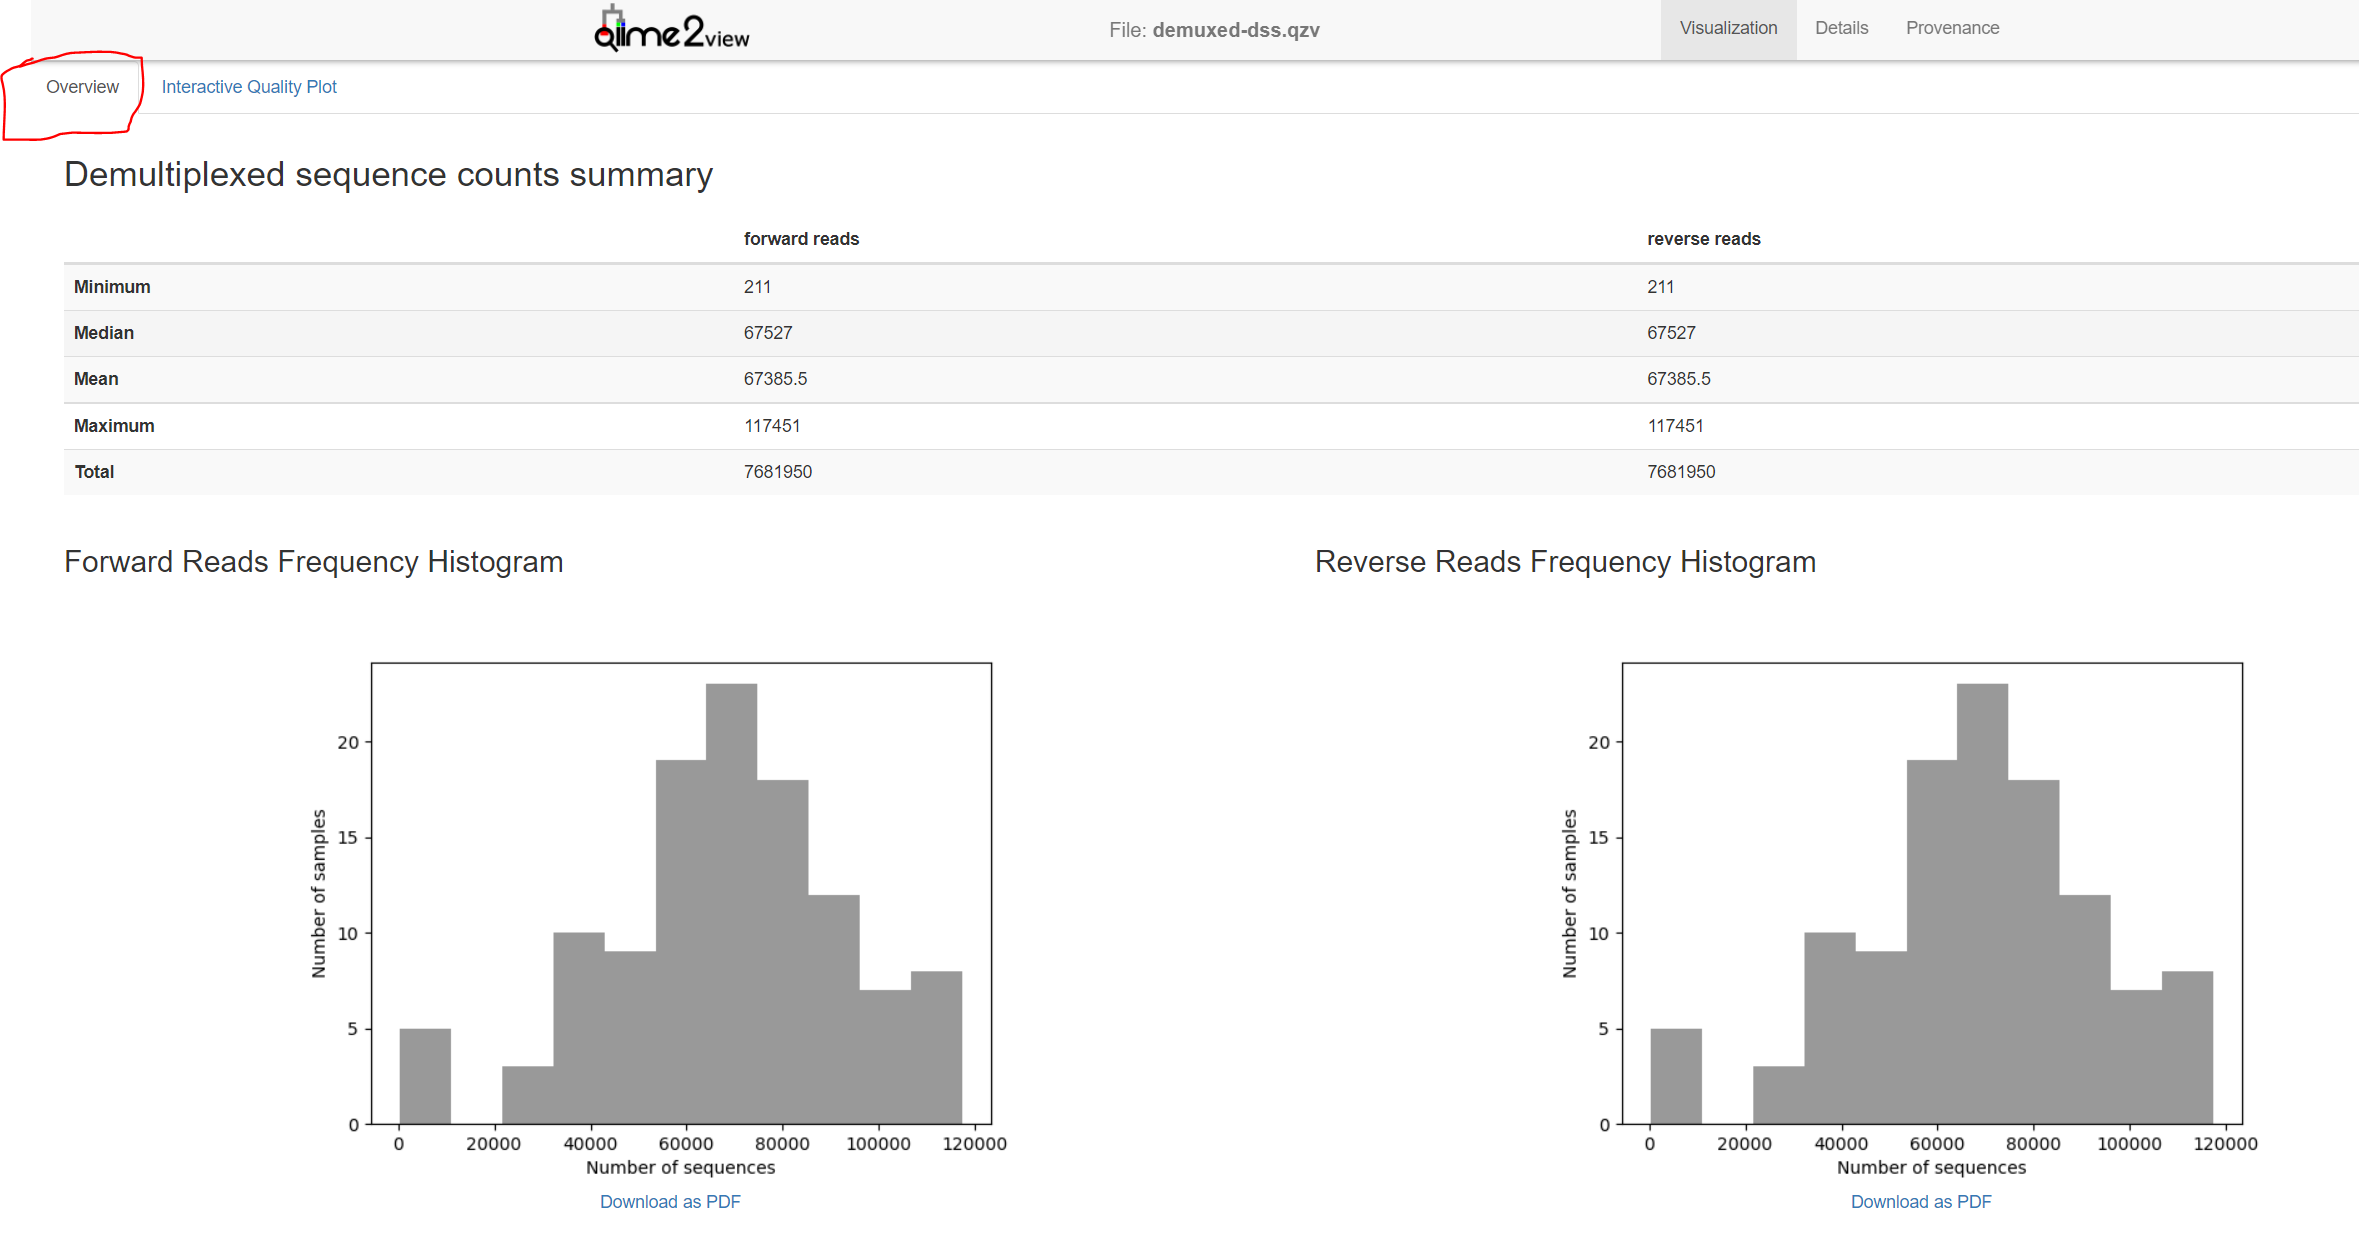 qiime2view File: demuxed-dss.qzv Visualization Details Provenance
Overview Interactive Quality Plot
Demultiplexed sequence counts summary
forward reads reverse reads
Minimum 211 211
Median 67527 67527
Mean 67385.5 67385.5
Maximum 117451 117451
Total 7681950 7681950
Forward Reads Frequency Histogram
Number of samples
20
15
10
5
0
0 20000 40000 60000 80000 100000 120000
Number of sequences
Download as PDF
Reverse Reads Frequency Histogram
Number of samples
20
15
10
5
0
0 20000 40000 60000 80000 100000 120000
Number of sequences
Download as PDF